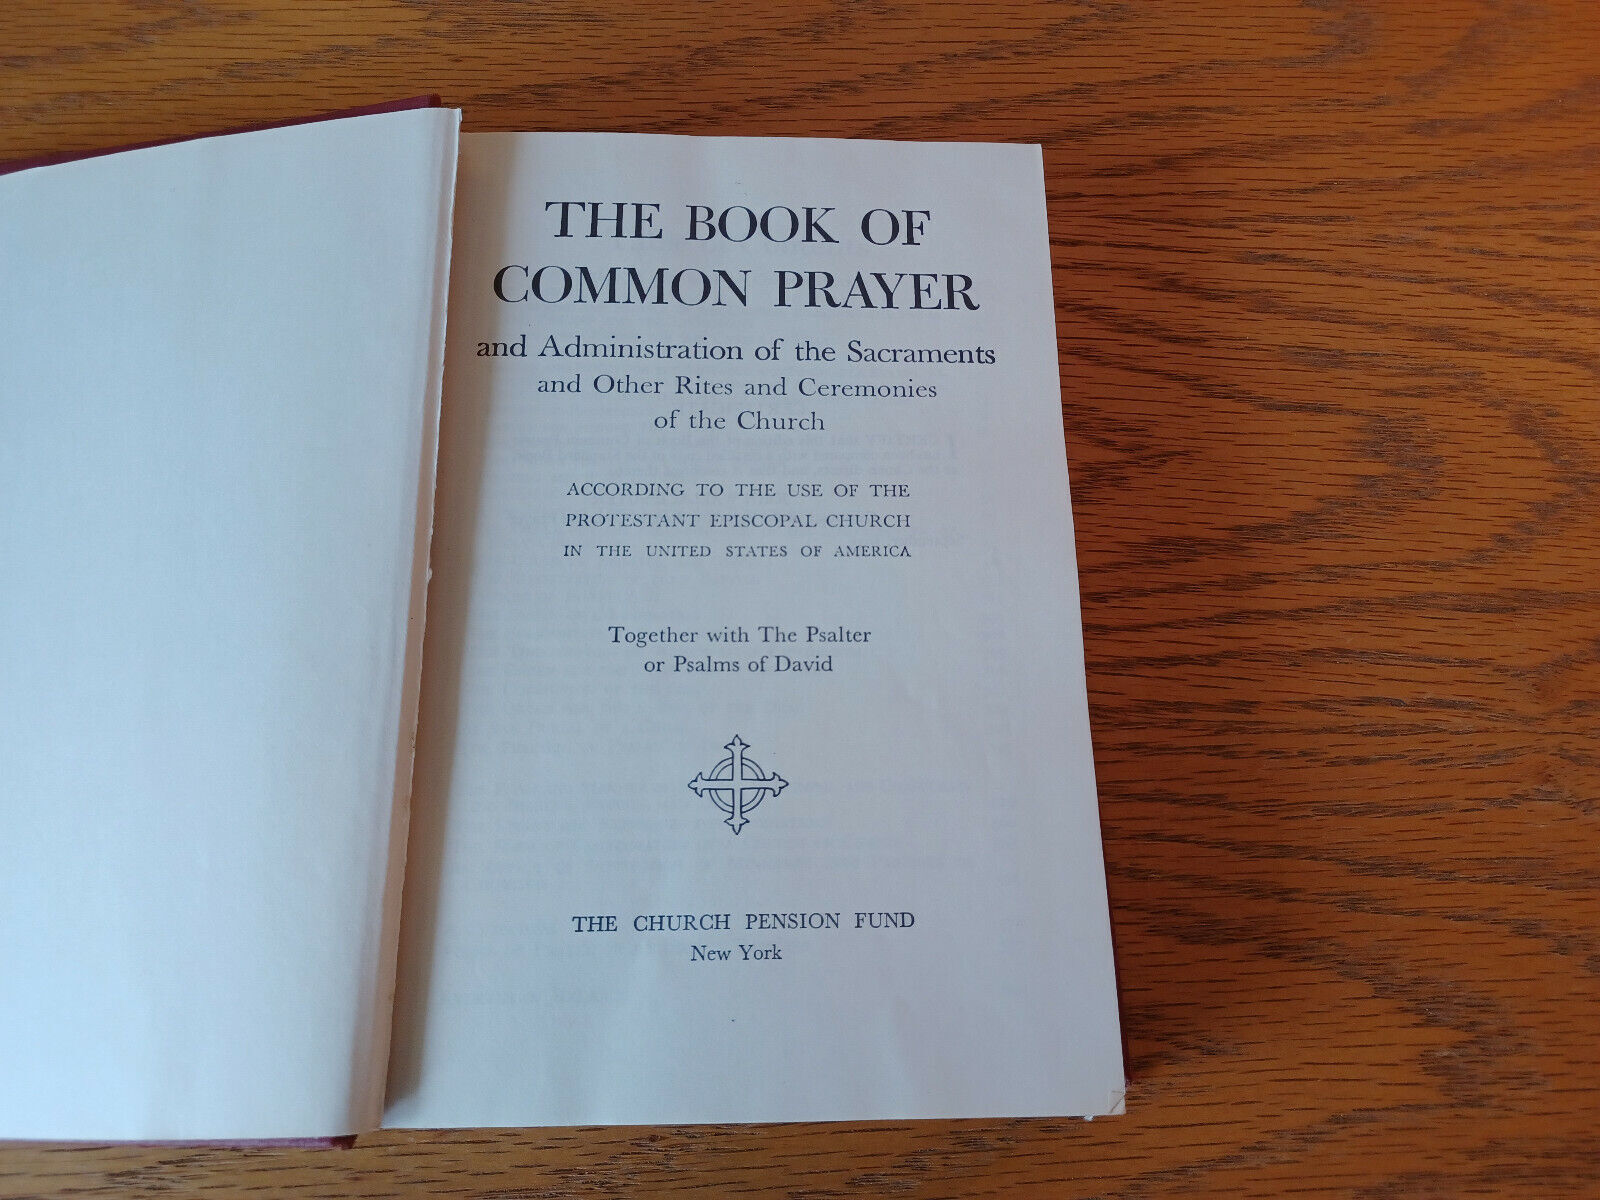 THE BOOK OF
COMMON PRAYER
and Administration of the Sacraments
and Other Rites and Ceremonies
of the Church
ACCORDING TO THE USE OF THE
PROTESTANT EPISCOPAL CHURCH
IN THE UNITED STATES OF AMERICA
Together with The Psalter
or Psalms of David
THE CHURCH PENSION FUND
New York